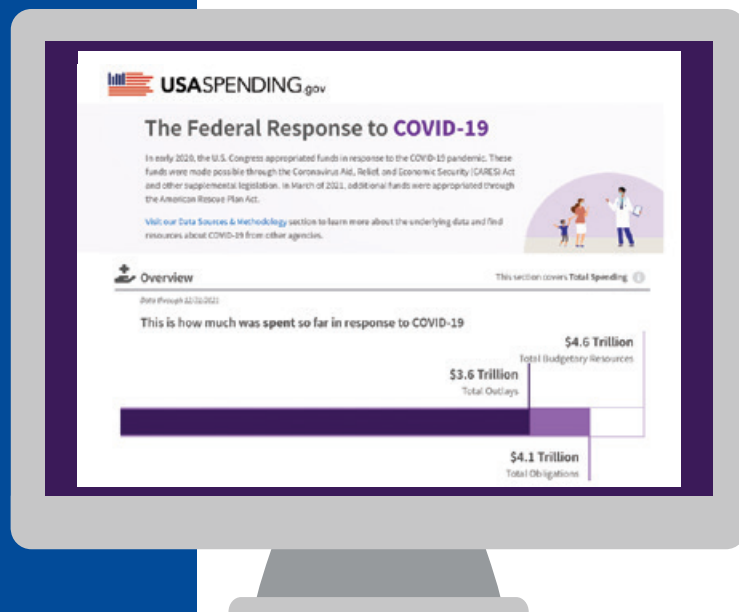 USASPENDING.gov
The Federal Response to COVID-19
In early 2020, the U.S. Congress appropriated funds in response to the COVID-19 pandemic. These
funds were made possible through the Coronavirus Aid, Relief, and Economic Security (CARES) Act
and other supplemental legislation. In March of 2021, additional funds were appropriated through
the American Rescue Plan Act.
Visit our Data Sources & Methodology section to learn more about the underlying data and find
resources about COVID-19 from other agencies.
Overview
This section covers Total Spending
Data through 12/31/2021
This is how much was spent so far in response to COVID-19
$4.6 Trillion
Total Budgetary Resources
$3.6 Trillion
Total Outlays
$4.1 Trillion
Total Obligations